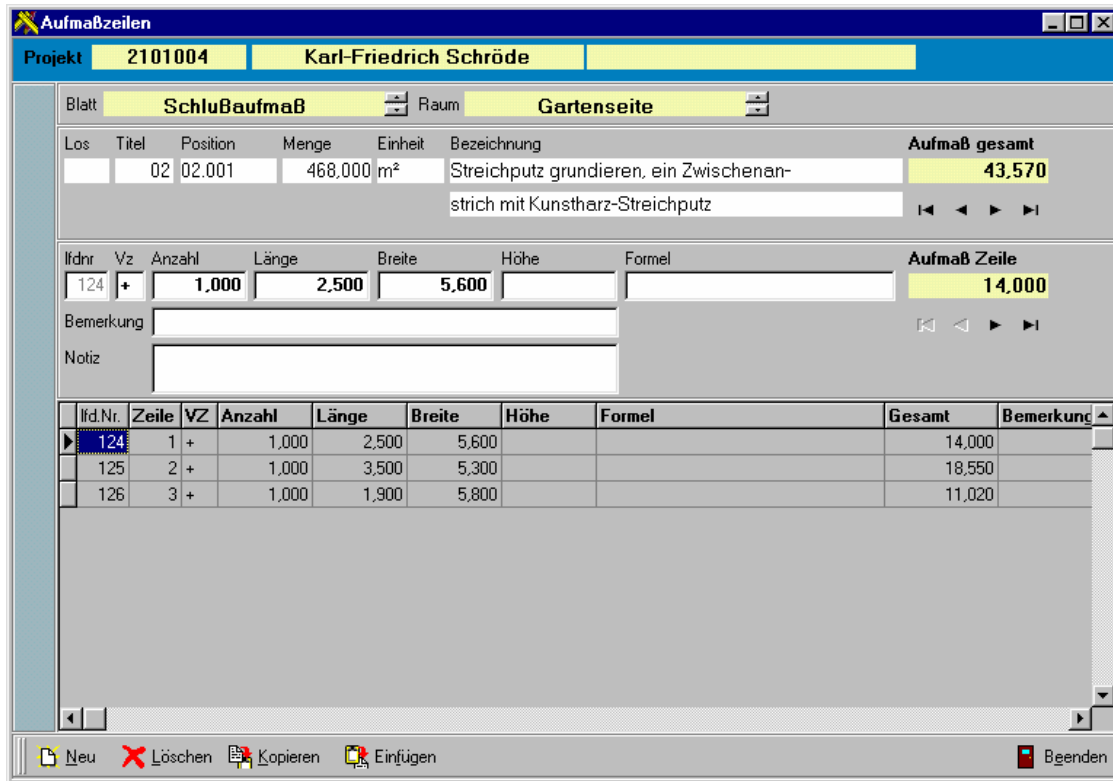 Aufmaßzeilen
Projekt 2101004 Karl-Friedrich Schröde
Blatt Schlußaufmaß Raum Gartenseite
Los Titel Position Menge Einheit Bezeichnung Aufmaß gesamt
02 02.001 468,000 m² Streichputz grundieren, ein Zwischenan- 43,570
strich mit Kunstharz-Streichputz
lfdnr Vz Anzahl Länge Breite Höhe Formel Aufmaß Zeile
124 + 1,000 2,500 5,600 14,000
Bemerkung
Notiz
lfd.Nr. Zeile VZ Anzahl Länge Breite Höhe Formel Gesamt Bemerkung
124 1 + 1,000 2,500 5,600 14,000
125 2 + 1,000 3,500 5,300 18,550
126 3 + 1,000 1,900 5,800 11,020
Neu Löschen Kopieren Einfügen Beenden